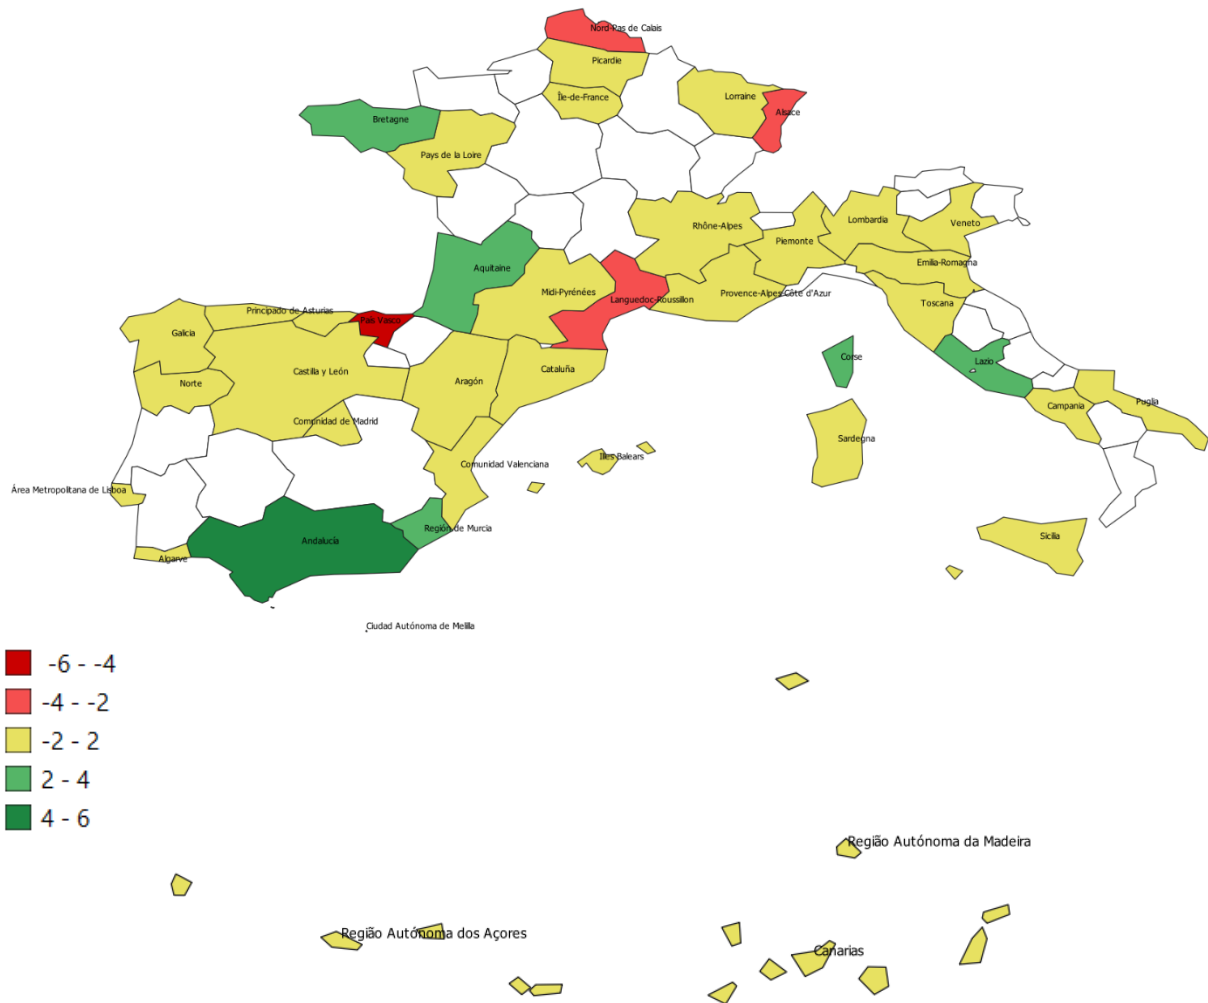 Nord-Pas de Calais
Picardie
Île-de-France
Lorraine
Alsace
Bretagne
Pays de la Loire
Rhône-Alpes
Lombardia
Veneto
Piemonte
Emilia-Romagna
Aquitaine
Midi-Pyrénées
Provence-Alpes-Côte d'Azur
Languedoc-Roussillon
Toscana
Principado de Asturias
País Vasco
Galicia
Corse
Lazio
Castilla y León
Cataluña
Aragón
Norte
Puglia
Campania
Comunidad de Madrid
Sardegna
Illes Balears
Comunidad Valenciana
Área Metropolitana de Lisboa
Región de Murcia
Sicilia
Andalucía
Algarve
Ciudad Autónoma de Melilla
-6 - -4
-4 - -2
-2 - 2
2 - 4
4 - 6
Região Autónoma da Madeira
Região Autónoma dos Açores
Canarias